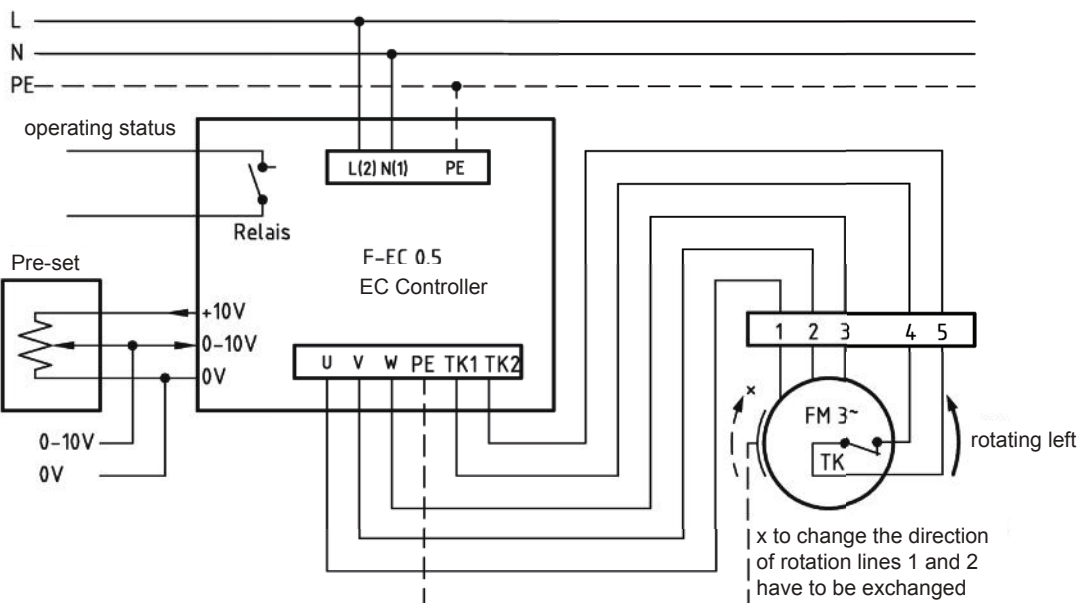 L
N
PE
operating status
L(2) N(1) PE
Relais
F-EC 0.5
EC Controller
Pre-set
+10V
0-10V
0V
U V W PE TK1 TK2
0-10V
0V
1 2 3 4 5
x
FM 3~
TK
rotating left
x to change the direction
of rotation lines 1 and 2
have to be exchanged